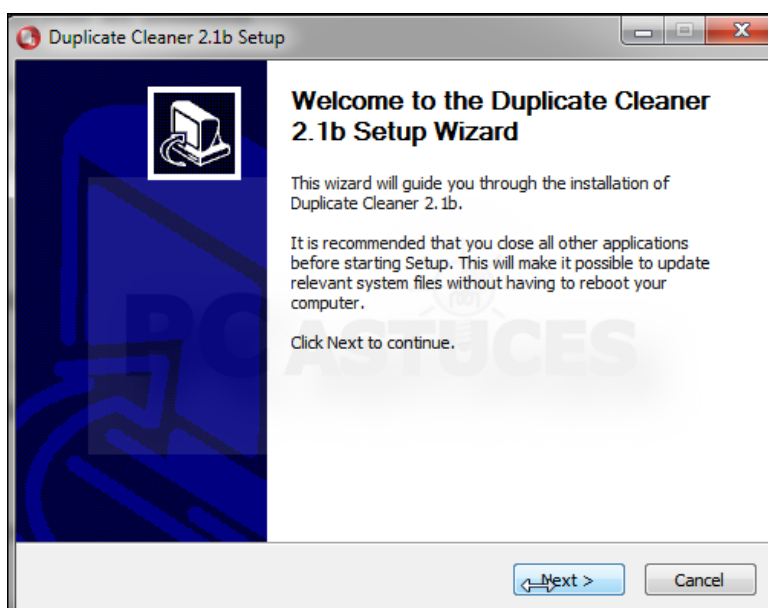 Duplicate Cleaner 2.1b Setup
Welcome to the Duplicate Cleaner
2.1b Setup Wizard
This wizard will guide you through the installation of
Duplicate Cleaner 2.1b.
It is recommended that you close all other applications
before starting Setup. This will make it possible to update
relevant system files without having to reboot your
computer.
Click Next to continue.
PC ASTUCES
Next >
Cancel